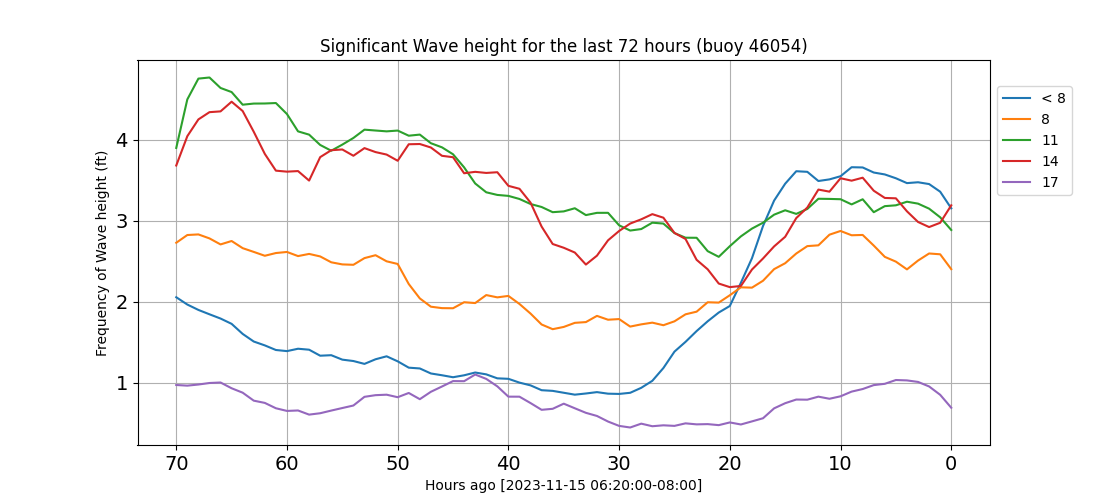 Significant Wave height for the last 72 hours (buoy 46054)
Frequency of Wave height (ft)
4
3
2
1
70 60 50 40 30 20 10 0
Hours ago [2023-11-15 06:20:00-08:00]
< 8
8
11
14
17